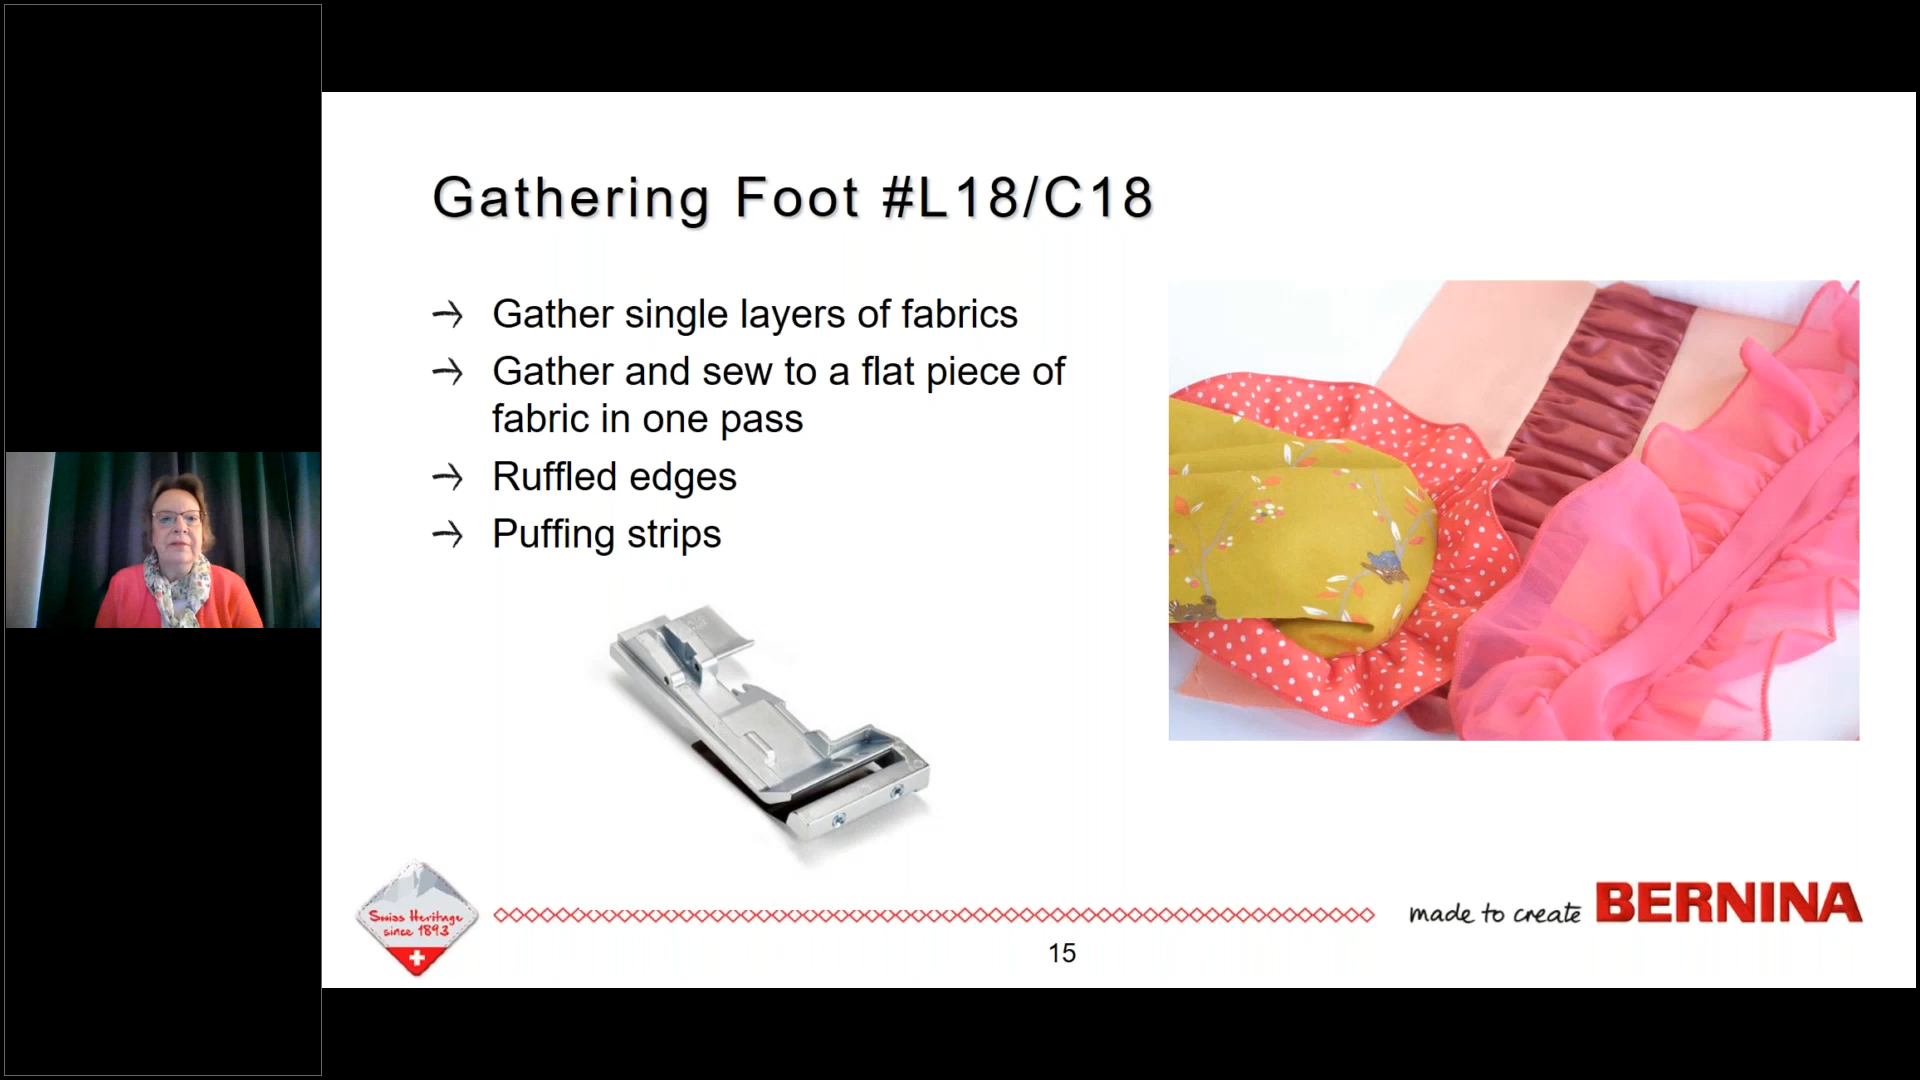 Gathering Foot #L18/C18
→ Gather single layers of fabrics
→ Gather and sew to a flat piece of
fabric in one pass
→ Ruffled edges
→ Puffing strips
Swiss Heritage
since 1893
made to create BERNINA
15